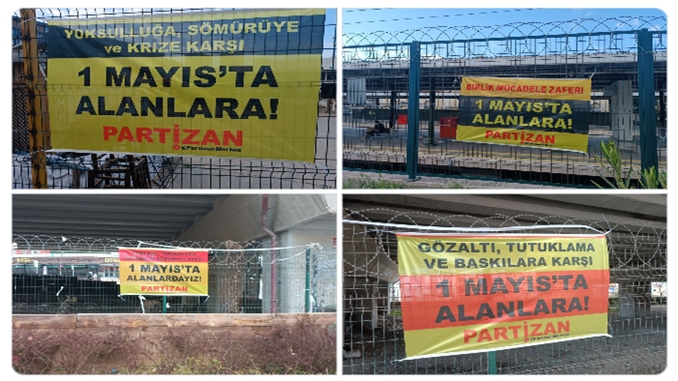 YOKSULLUĞA, SÖMÜRÜYE
ve KRİZE KARŞI
1 MAYIS'TA
ALANLARA!
PARTİZAN
PartizanMerkez
BİRLİK MÜCADELE ZAFER!
1 MAYIS'TA
ALANLARA!
PARTİZAN
1 MAYIS'TA
ALANLARDAYIZ!
PARTİZAN
GÖZALTI, TUTUKLAMA
VE BASKILARA KARŞI
1 MAYIS'TA
ALANLARA!
PARTİZAN